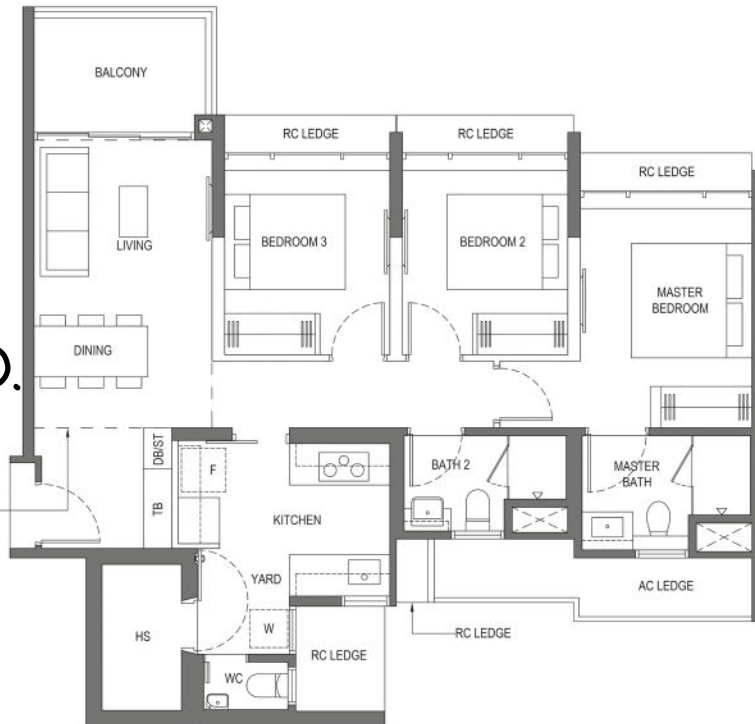 BALCONY
RC LEDGE
RC LEDGE
RC LEDGE
LIVING
BEDROOM 3
BEDROOM 2
MASTER
BEDROOM
DINING
DB/ST
F
BATH 2
MASTER
BATH
TB
KITCHEN
YARD
AC LEDGE
HS
W
RC LEDGE
RC LEDGE
WC